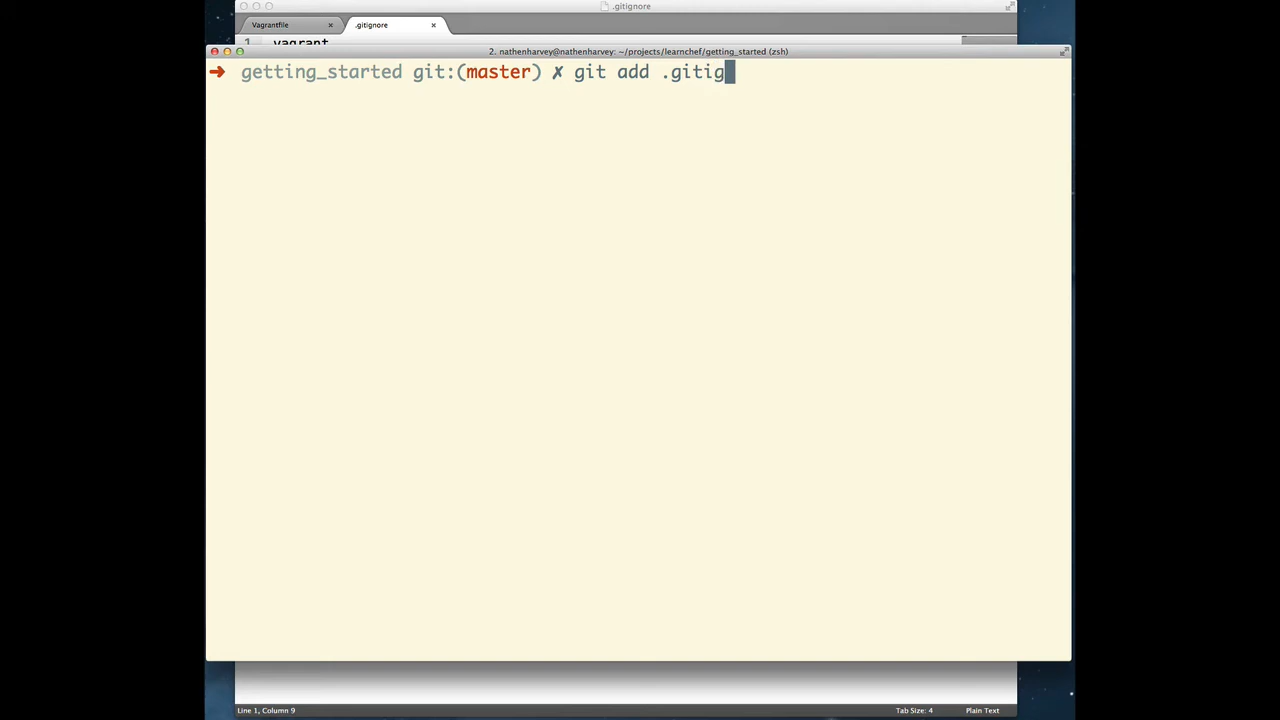 .gitignore
Vagrantfile × .gitignore ×
1
2. nathenharvey@nathenharvey: ~/projects/learnchef/getting_started (zsh)
➜ getting_started git:(master) ✗ git add .gitig
Line 1, Column 9 Tab Size: 4 Plain Text